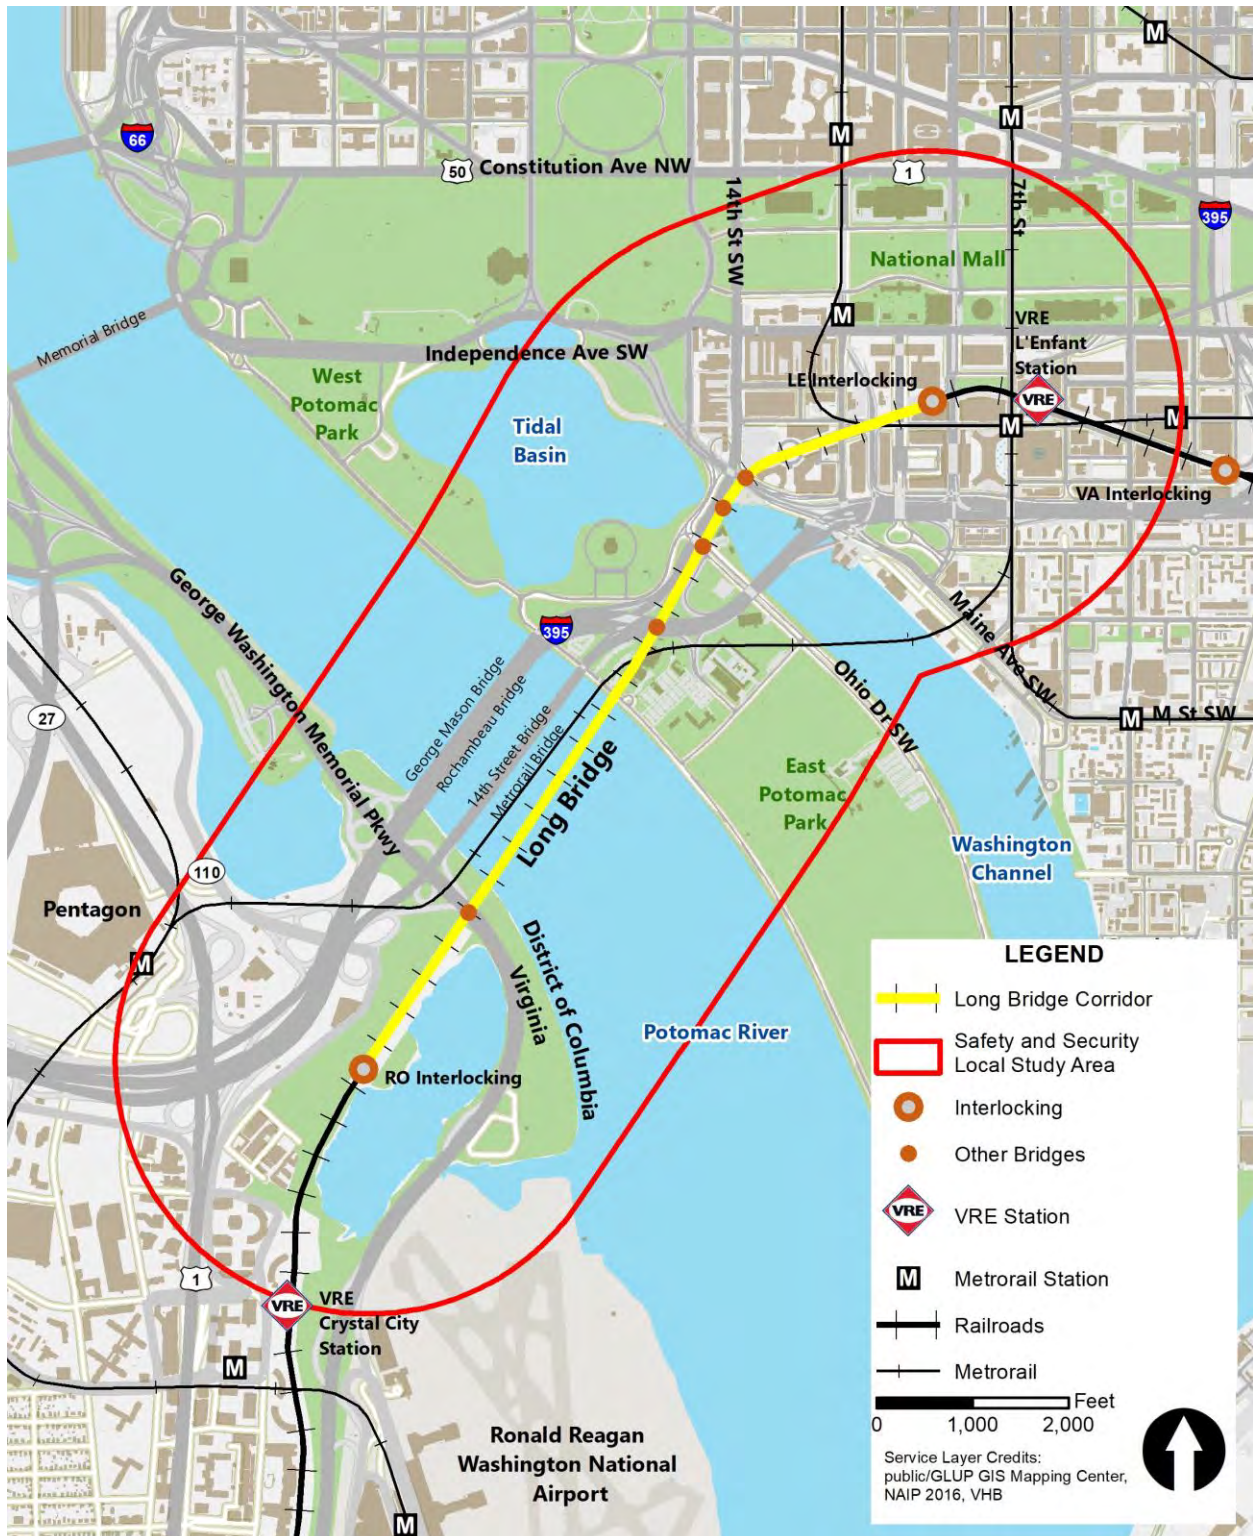 M
66
50
Constitution Ave NW
1
M
M
395
14th St SW
7th St
National Mall
Memorial Bridge
M
VRE
L'Enfant
Station
Independence Ave SW
West
Potomac
Park
LE Interlocking
VRE
Tidal
Basin
M
M
VA Interlocking
George Washington Memorial Pkwy
395
Maine Ave SW
George Mason Bridge
Rochambeau Bridge
14th Street Bridge
Metrorail Bridge
Long Bridge
Ohio Dr SW
M
M St SW
27
East
Potomac
Park
Washington
Channel
110
Pentagon
M
District of Columbia
Virginia
Potomac River
RO Interlocking
1
VRE
VRE
Crystal City
Station
M
Ronald Reagan
Washington National
Airport
M
LEGEND
Long Bridge Corridor
Safety and Security
Local Study Area
Interlocking
Other Bridges
VRE
VRE Station
M
Metrorail Station
Railroads
Metrorail
Feet
0
1,000
2,000
Service Layer Credits:
public/GLUP GIS Mapping Center,
NAIP 2016, VHB